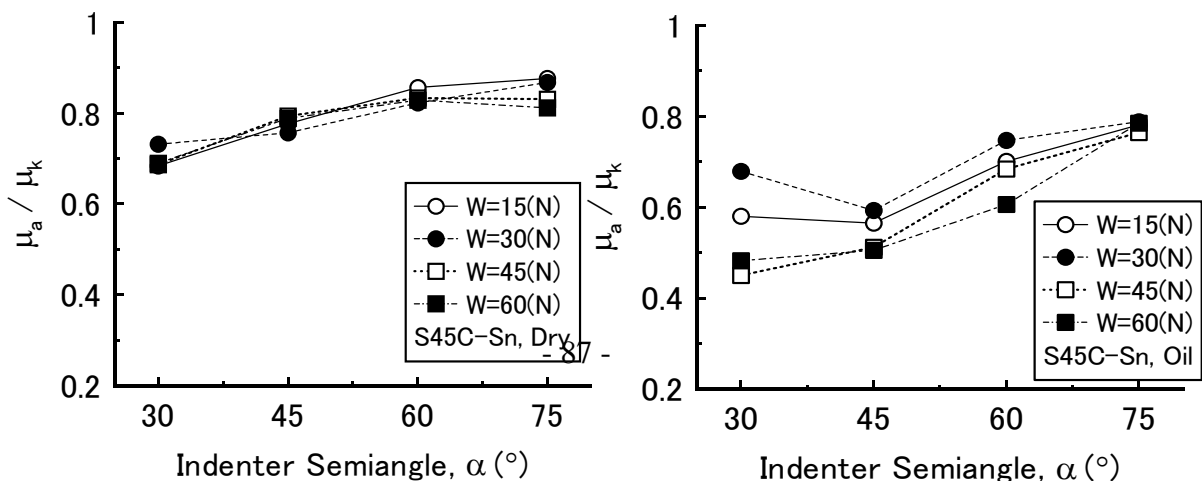 1
0.8
0.6
0.4
0.2
μa / μk
30 45 60 75
Indenter Semiangle, α (°)
W=15(N)
W=30(N)
W=45(N)
W=60(N)
S45C-Sn, Dry
- 87 -
1
0.8
0.6
0.4
0.2
μa / μk
30 45 60 75
Indenter Semiangle, α (°)
W=15(N)
W=30(N)
W=45(N)
W=60(N)
S45C-Sn, Oil